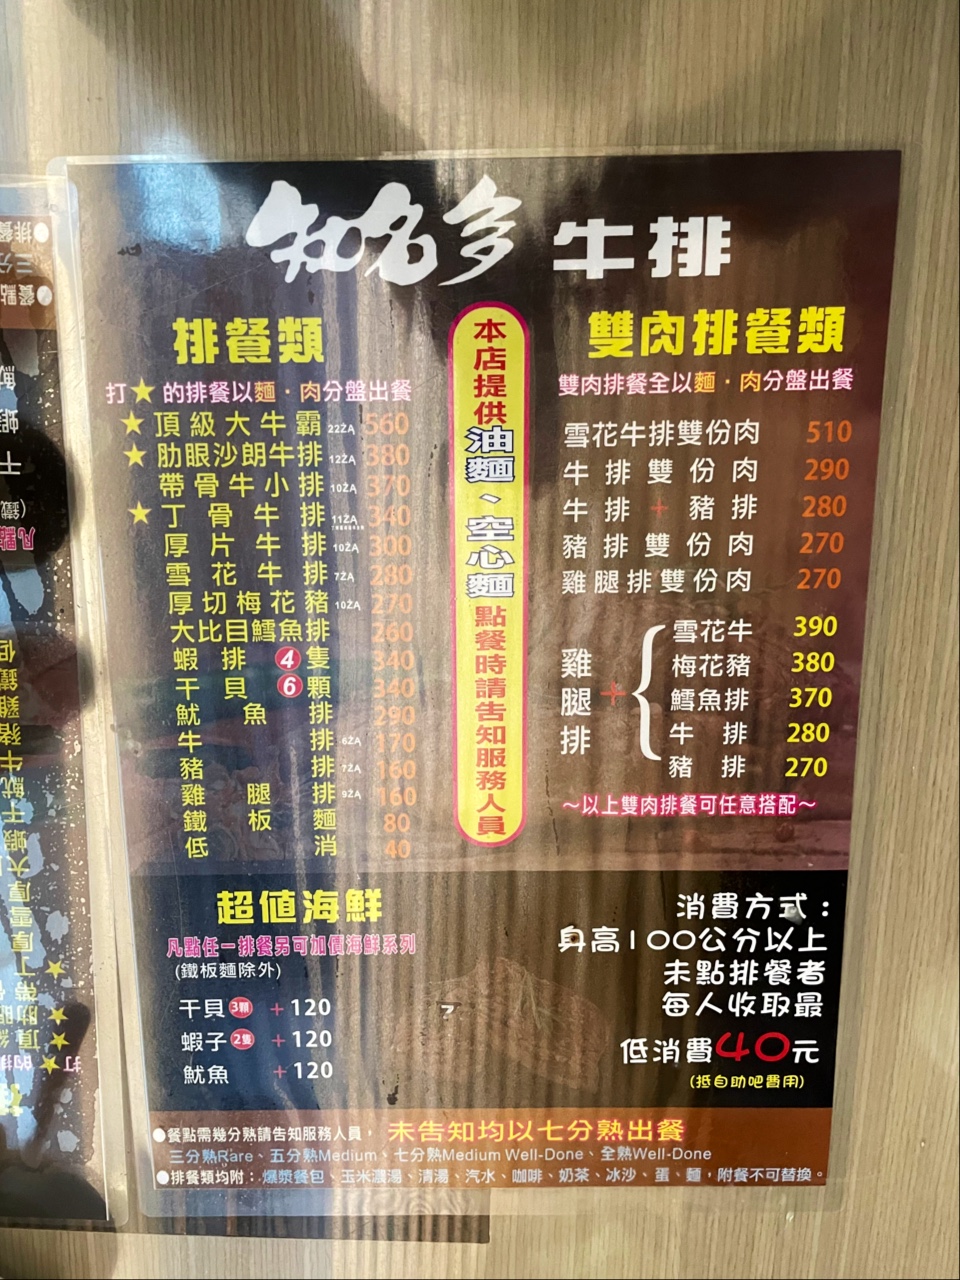 知名多 牛排
排餐類
打★的排餐以麵·肉分盤出餐
★頂級大牛霸 22ZA 560
★肋眼沙朗牛排 12ZA 380
帶骨牛小排 10ZA 370
★丁骨牛排 11ZA 340
厚片牛排 10ZA 300
雪花牛排 7ZA 280
厚切梅花豬 10ZA 270
大比目鱈魚排 260
蝦排 4 隻 340
干貝 6 顆 340
魷魚排 290
牛排 6ZA 170
豬排 7ZA 160
雞腿排 9ZA 160
鐵板麵 80
低消 40
本店提供油麵、空心麵點餐時請告知服務人員
雙肉排餐類
雙肉排餐全以麵·肉分盤出餐
雪花牛排雙份肉 510
牛排雙份肉 290
牛排+豬排 280
豬排雙份肉 270
雞腿排雙份肉 270
雞腿排+{
雪花牛 390
梅花豬 380
鱈魚排 370
牛排 280
豬排 270
～以上雙肉排餐可任意搭配～
超值海鮮
凡點任一排餐另可加價海鮮系列
(鐵板麵除外)
干貝 3顆 +120
蝦子 2隻 +120
魷魚 +120
消費方式：
身高100公分以上
未點排餐者
每人收取最
低消費40元
(抵自助吧費用)
●餐點需幾分熟請告知服務人員，未告知均以七分熟出餐
三分熟Rare、五分熟Medium、七分熟Medium Well-Done、全熟Well-Done
●排餐類均附：爆漿餐包、玉米濃湯、清湯、汽水、咖啡、奶茶、冰沙、蛋、麵，附餐不可替換。